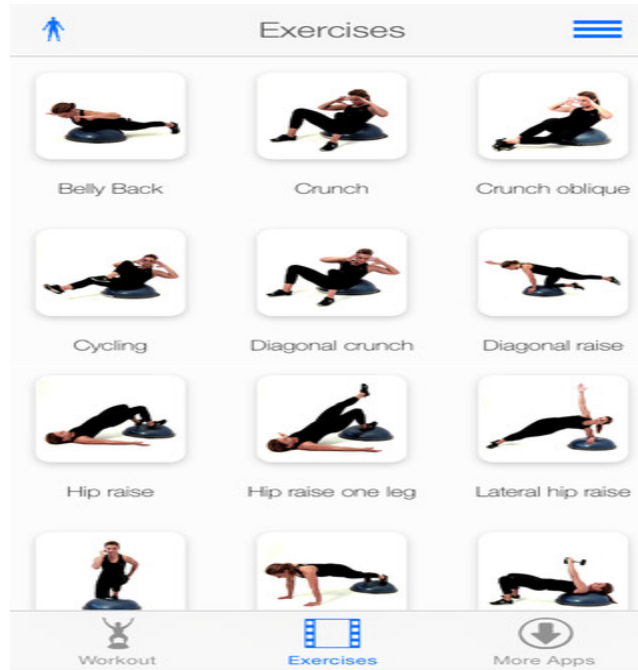 Exercises
Belly Back
Crunch
Crunch oblique
Cycling
Diagonal crunch
Diagonal raise
Hip raise
Hip raise one leg
Lateral hip raise
Workout
Exercises
More Apps